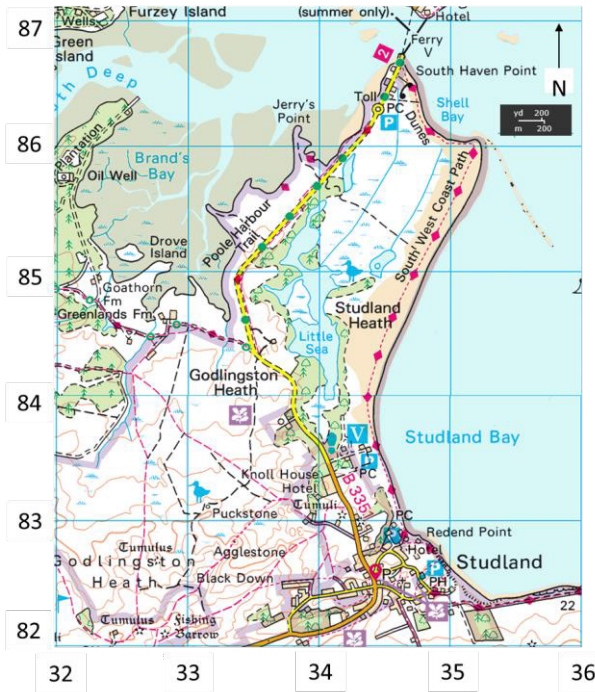 87
86
85
84
83
82
32
33
34
35
36
Furzey Island
(summer only)
Hotel
Wells
Green
sland
Ferry
V
2
South Haven Point
N
th Deep
Toll
PC
P
Shell
Bay
Dunes
yd 200
m 200
Jerry's
Point
Plantation
Oil Well
Brand's
Bay
South West Coast Path
Poole Harbour
Trail
Drove
Island
Goathorn
Fm
Greenlands Fm
Studland
Heath
Little
Sea
Godlingston
Heath
Studland Bay
V
P
PC
Knoll House
Hotel
B 335
Tumuli
Puckstone
PC
Redend Point
Hotel
Studland
Tumulus
Godlingston
Heath
Agglestone
Black Down
P
P
PH
Tumulus
Fishing
Barrow
22